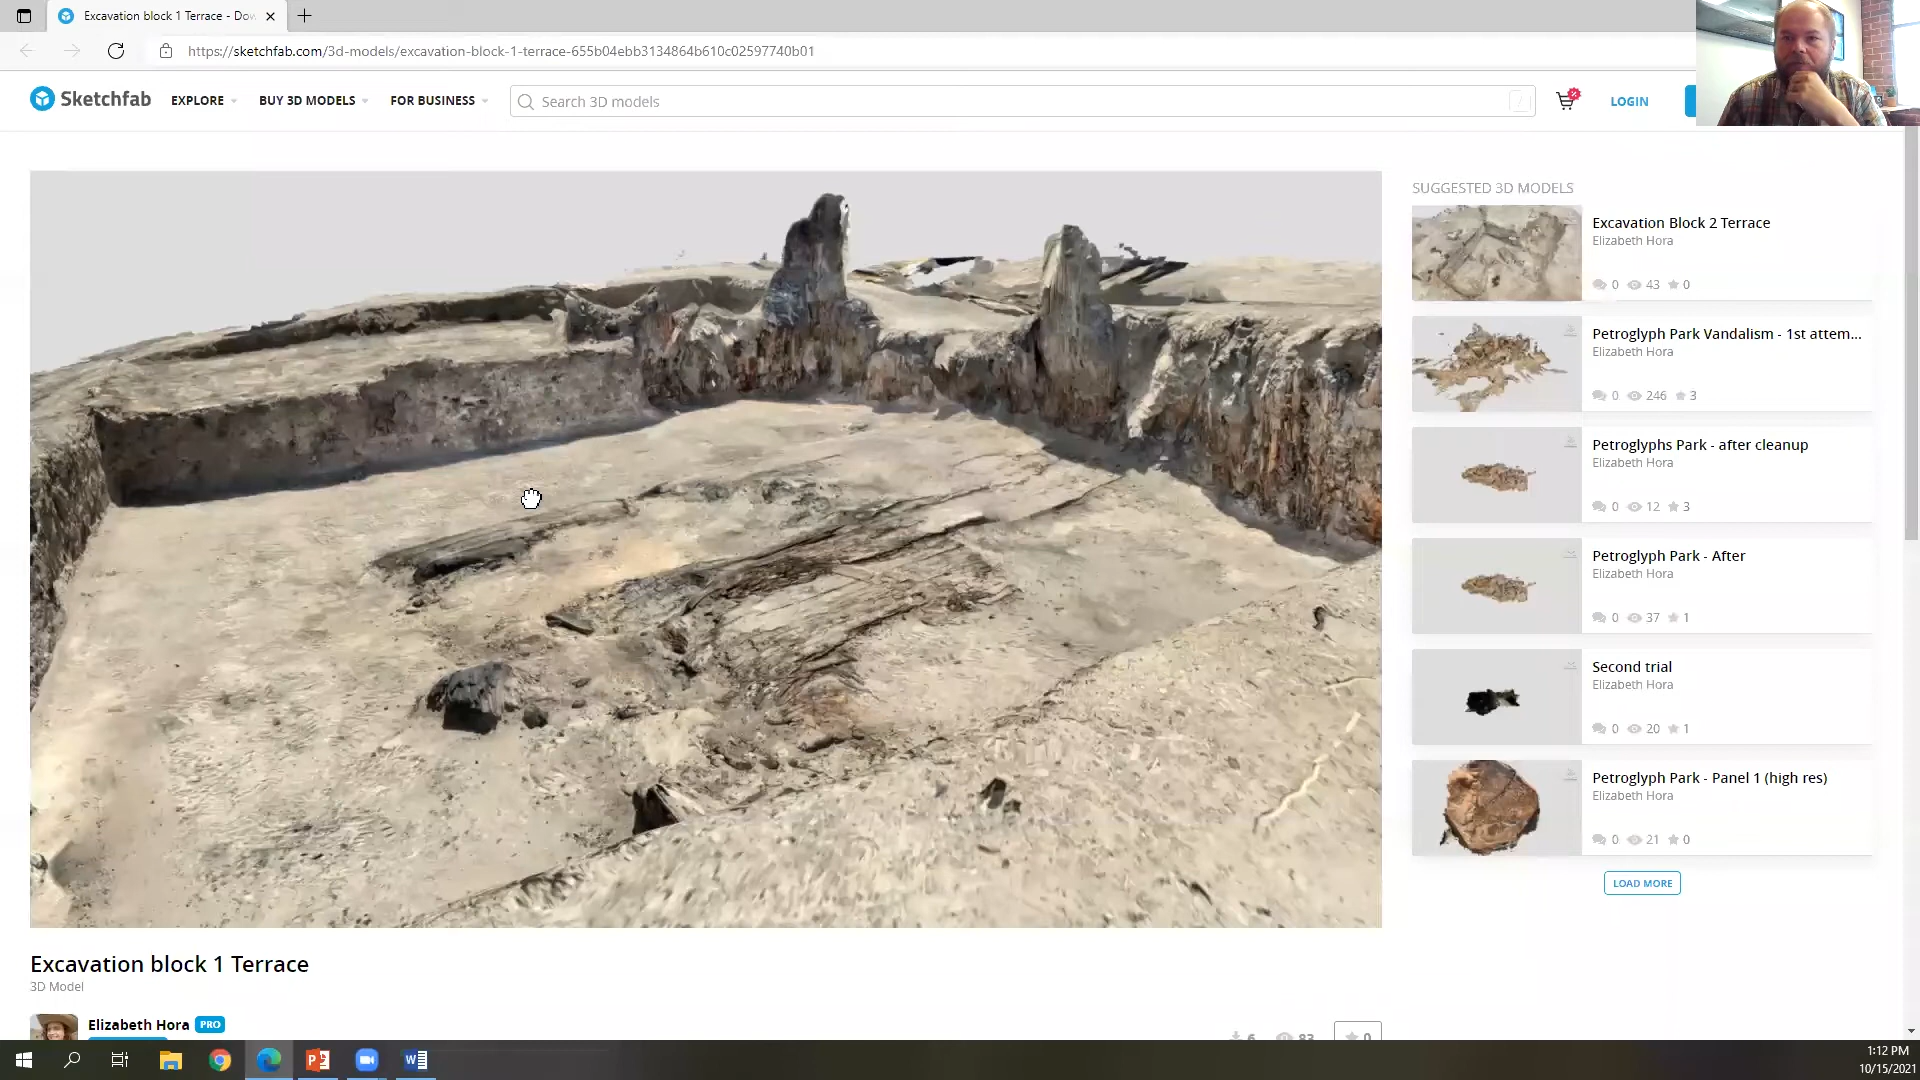 Excavation block 1 Terrace - Dow
https://sketchfab.com/3d-models/excavation-block-1-terrace-655b04ebb3134864b610c02597740b01
Sketchfab
EXPLORE
BUY 3D MODELS
FOR BUSINESS
Search 3D models
/
LOGIN
SUGGESTED 3D MODELS
Excavation Block 2 Terrace
Elizabeth Hora
0 43 0
Petroglyph Park Vandalism - 1st attem...
Elizabeth Hora
0 246 3
Petroglyphs Park - after cleanup
Elizabeth Hora
0 12 3
Petroglyph Park - After
Elizabeth Hora
0 37 1
Second trial
Elizabeth Hora
0 20 1
Petroglyph Park - Panel 1 (high res)
Elizabeth Hora
0 21 0
LOAD MORE
Excavation block 1 Terrace
3D Model
Elizabeth Hora PRO
6 83 0
1:12 PM
10/15/2021